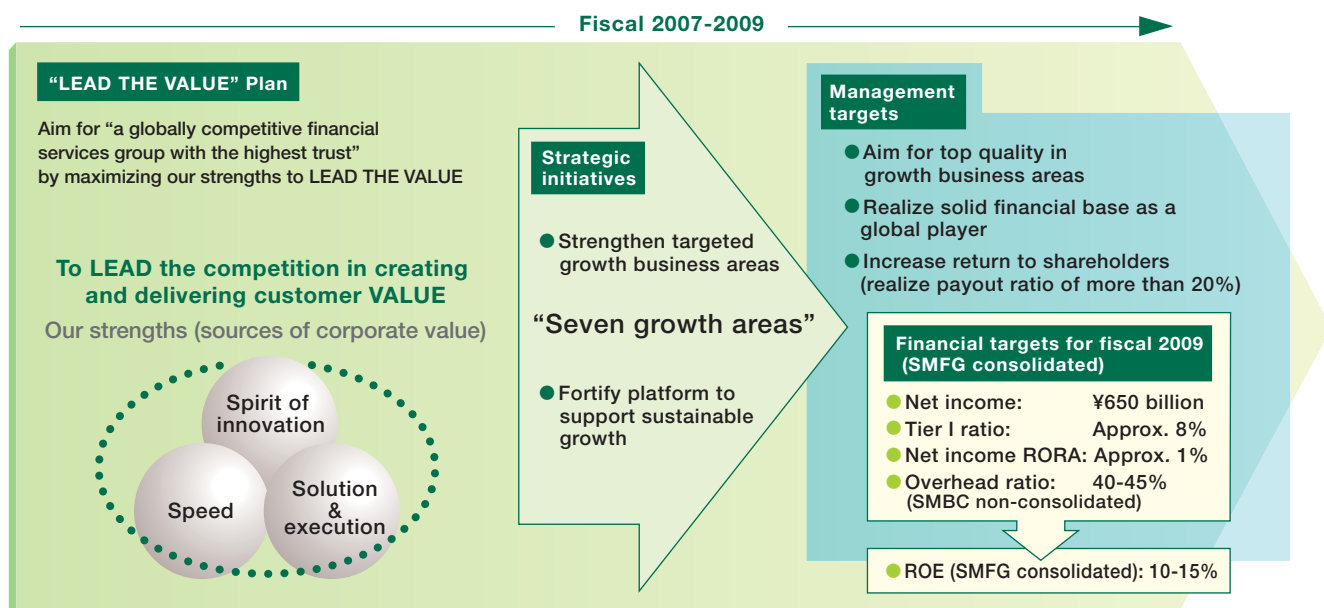 Fiscal 2007-2009
“LEAD THE VALUE” Plan
Aim for “a globally competitive financial
services group with the highest trust”
by maximizing our strengths to LEAD THE VALUE
To LEAD the competition in creating
and delivering customer VALUE
Our strengths (sources of corporate value)
Spirit of
innovation
Speed
Solution
&
execution
Strategic
initiatives
● Strengthen targeted
growth business areas
“Seven growth areas”
● Fortify platform to
support sustainable
growth
Management
targets
● Aim for top quality in
growth business areas
● Realize solid financial base as a
global player
● Increase return to shareholders
(realize payout ratio of more than 20%)
Financial targets for fiscal 2009
(SMFG consolidated)
● Net income: ¥650 billion
● Tier I ratio: Approx. 8%
● Net income RORA: Approx. 1%
● Overhead ratio: 40-45%
(SMBC non-consolidated)
● ROE (SMFG consolidated): 10-15%